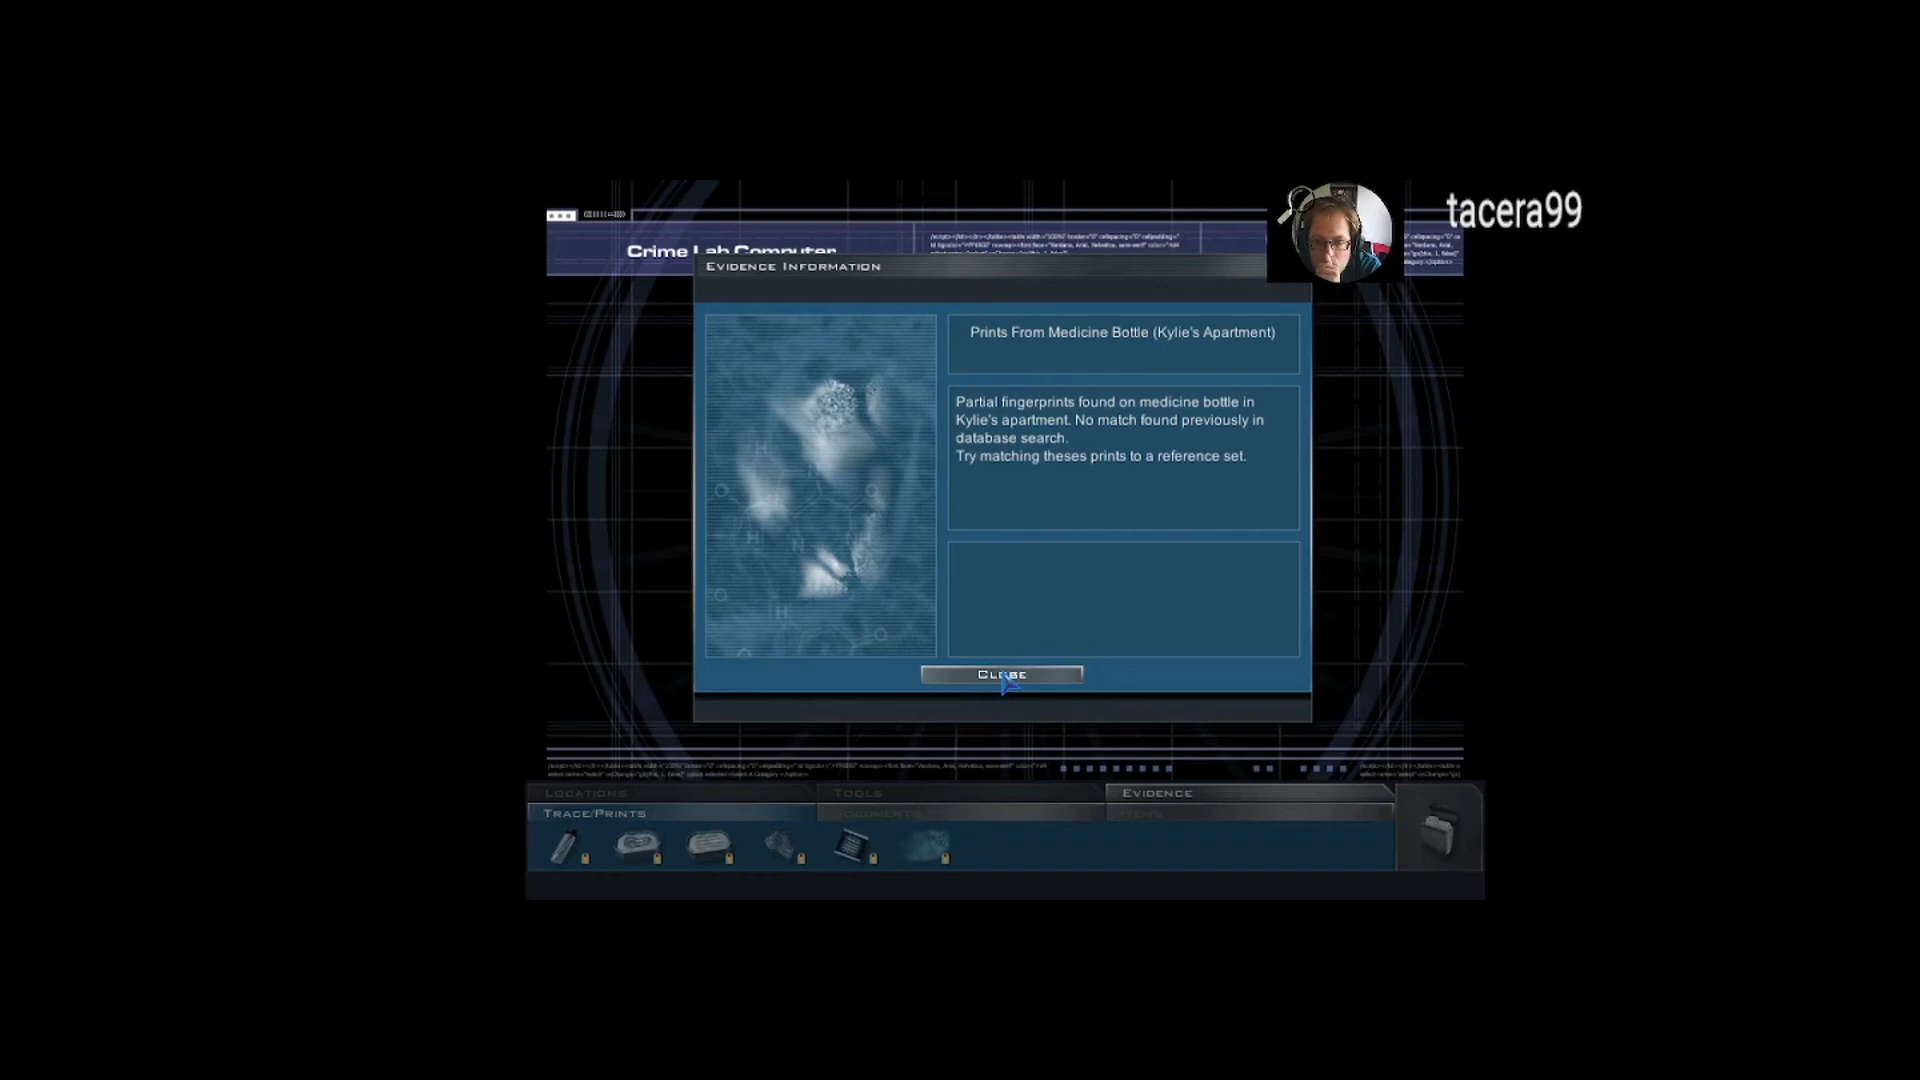 tacera99
Crime Lab Computer
Evidence Information
Prints From Medicine Bottle (Kylie's Apartment)
Partial fingerprints found on medicine bottle in
Kylie's apartment. No match found previously in
database search.
Try matching theses prints to a reference set.
Close
Locations
Tools
Evidence
Trace/Prints
Documents
Items